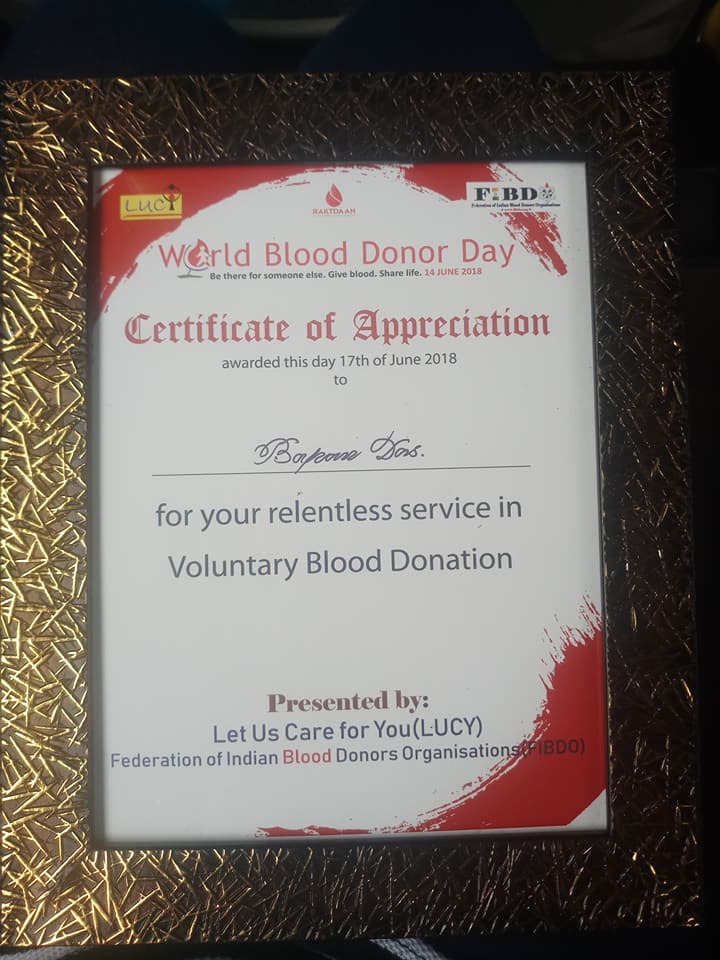 LUCY
RAKTDAAN
FIBDO
Federation of Indian Blood Donors Organisations
World Blood Donor Day
Be there for someone else. Give blood. Share life. 14 JUNE 2018
Certificate of Appreciation
awarded this day 17th of June 2018
to
Das.
for your relentless service in
Voluntary Blood Donation
Presented by:
Let Us Care for You(LUCY)
Federation of Indian Blood Donors Organisations(FIBDO)